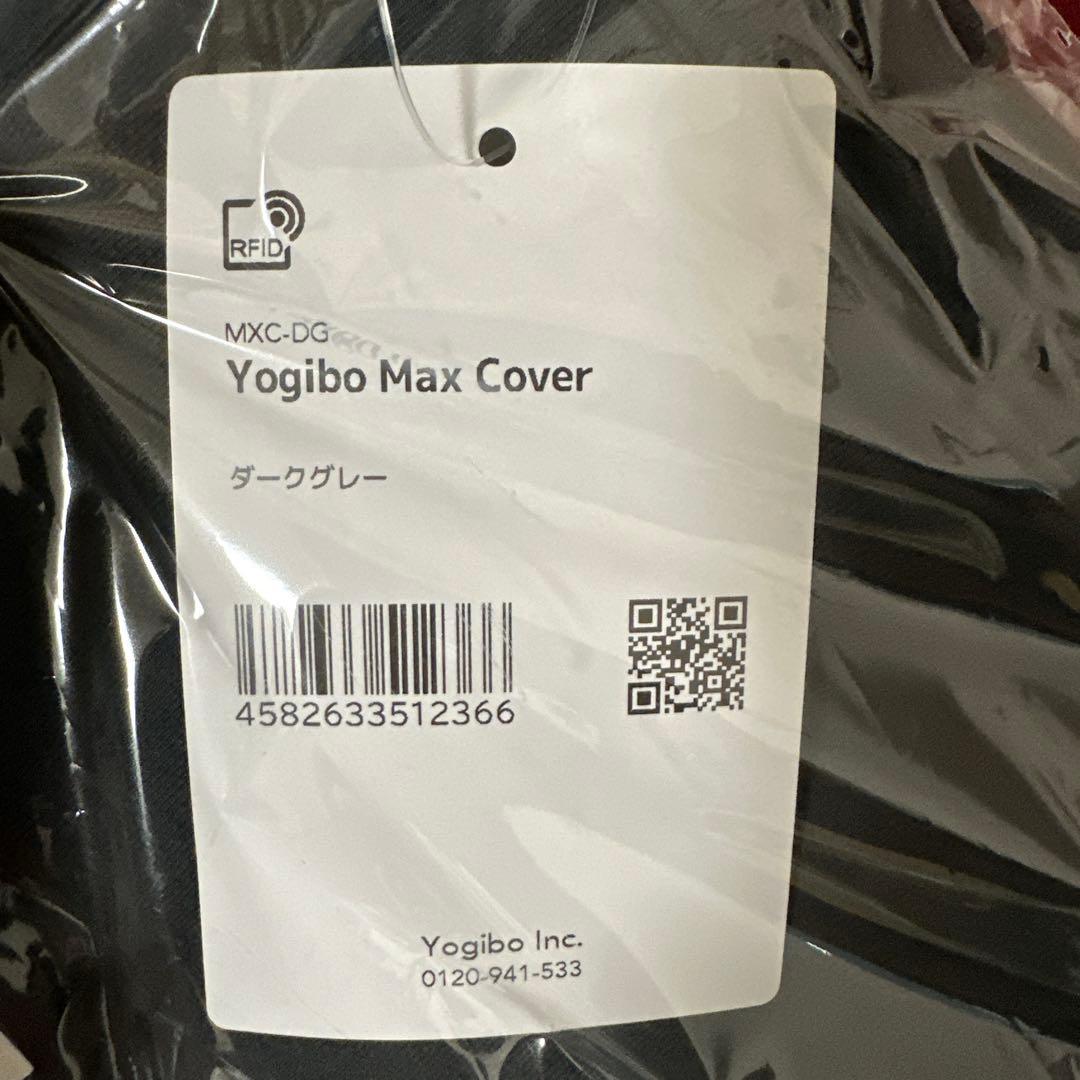 RFID
MXC-DG
Yogibo Max Cover
ダークグレー
4582633512366
Yogibo Inc.
0120-941-533